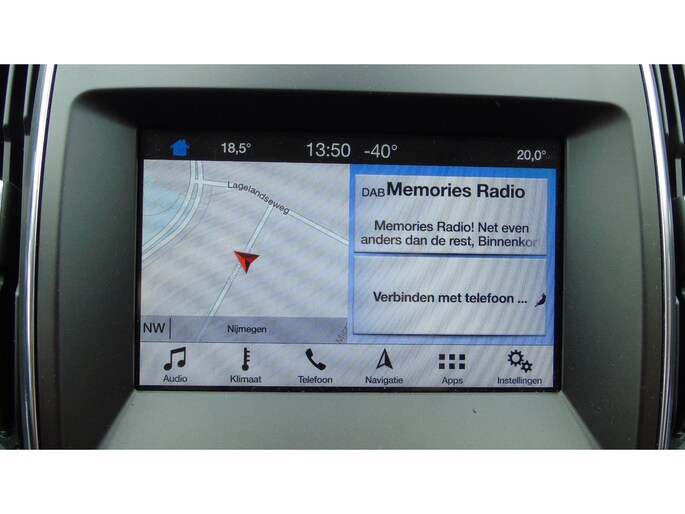 18,5° 13:50 -40° 20,0°
Lagelandseweg
NW Nijmegen
DAB Memories Radio
Memories Radio! Net even
anders dan de rest, Binnenkor
Verbinden met telefoon ...
Audio Klimaat Telefoon Navigatie Apps Instellingen